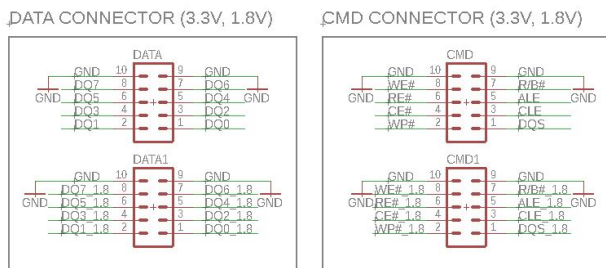 DATA CONNECTOR (3.3V, 1.8V)
DATA
GND 10 9 GND
DQ7 8 7 DQ6
GND DQ5 6 5 DQ4 GND
DQ3 4 3 DQ2
DQ1 2 1 DQ0
DATA1
GND 10 9 GND
DQ7_1.8 8 7 DQ6_1.8
GND DQ5_1.8 6 5 DQ4_1.8 GND
DQ3_1.8 4 3 DQ2_1.8
DQ1_1.8 2 1 DQ0_1.8
CMD CONNECTOR (3.3V, 1.8V)
CMD
GND 10 9 GND
WE# 8 7 R/B#
GND RE# 6 5 ALE GND
CE# 4 3 CLE
WP# 2 1 DQS
CMD1
GND 10 9 GND
WE#_1.8 8 7 R/B#_1.8
GND RE#_1.8 6 5 ALE_1.8 GND
CE#_1.8 4 3 CLE_1.8
WP#_1.8 2 1 DQS_1.8